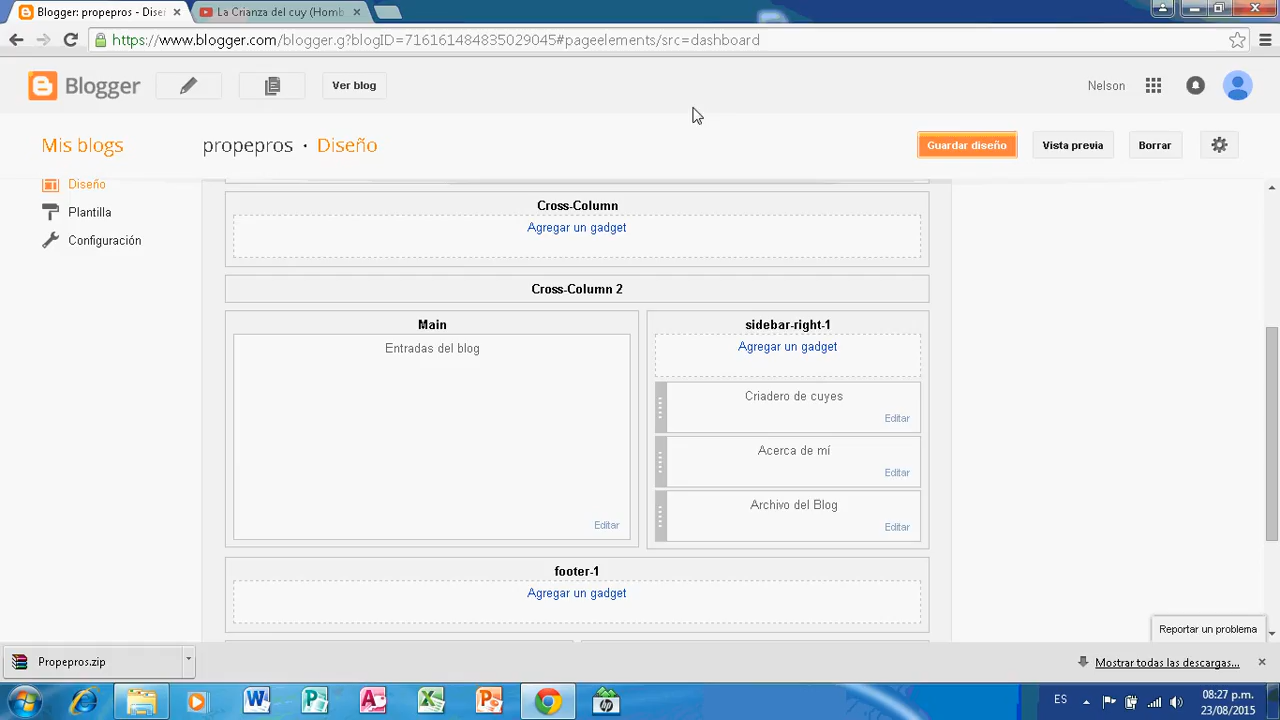 Blogger: propepros - Diser
La Crianza del cuy (Homb
https://www.blogger.com/blogger.g?blogID=716161484835029045#pageelements/src=dashboard
Blogger
Ver blog
Nelson
Mis blogs
propepros · Diseño
Guardar diseño
Vista previa
Borrar
Diseño
Plantilla
Configuración
Cross-Column
Agregar un gadget
Cross-Column 2
Main
Entradas del blog
Editar
sidebar-right-1
Agregar un gadget
Criadero de cuyes
Editar
Acerca de mí
Editar
Archivo del Blog
Editar
footer-1
Agregar un gadget
Reportar un problema
Propepros.zip
Mostrar todas las descargas...
ES
08:27 p.m.
23/08/2015